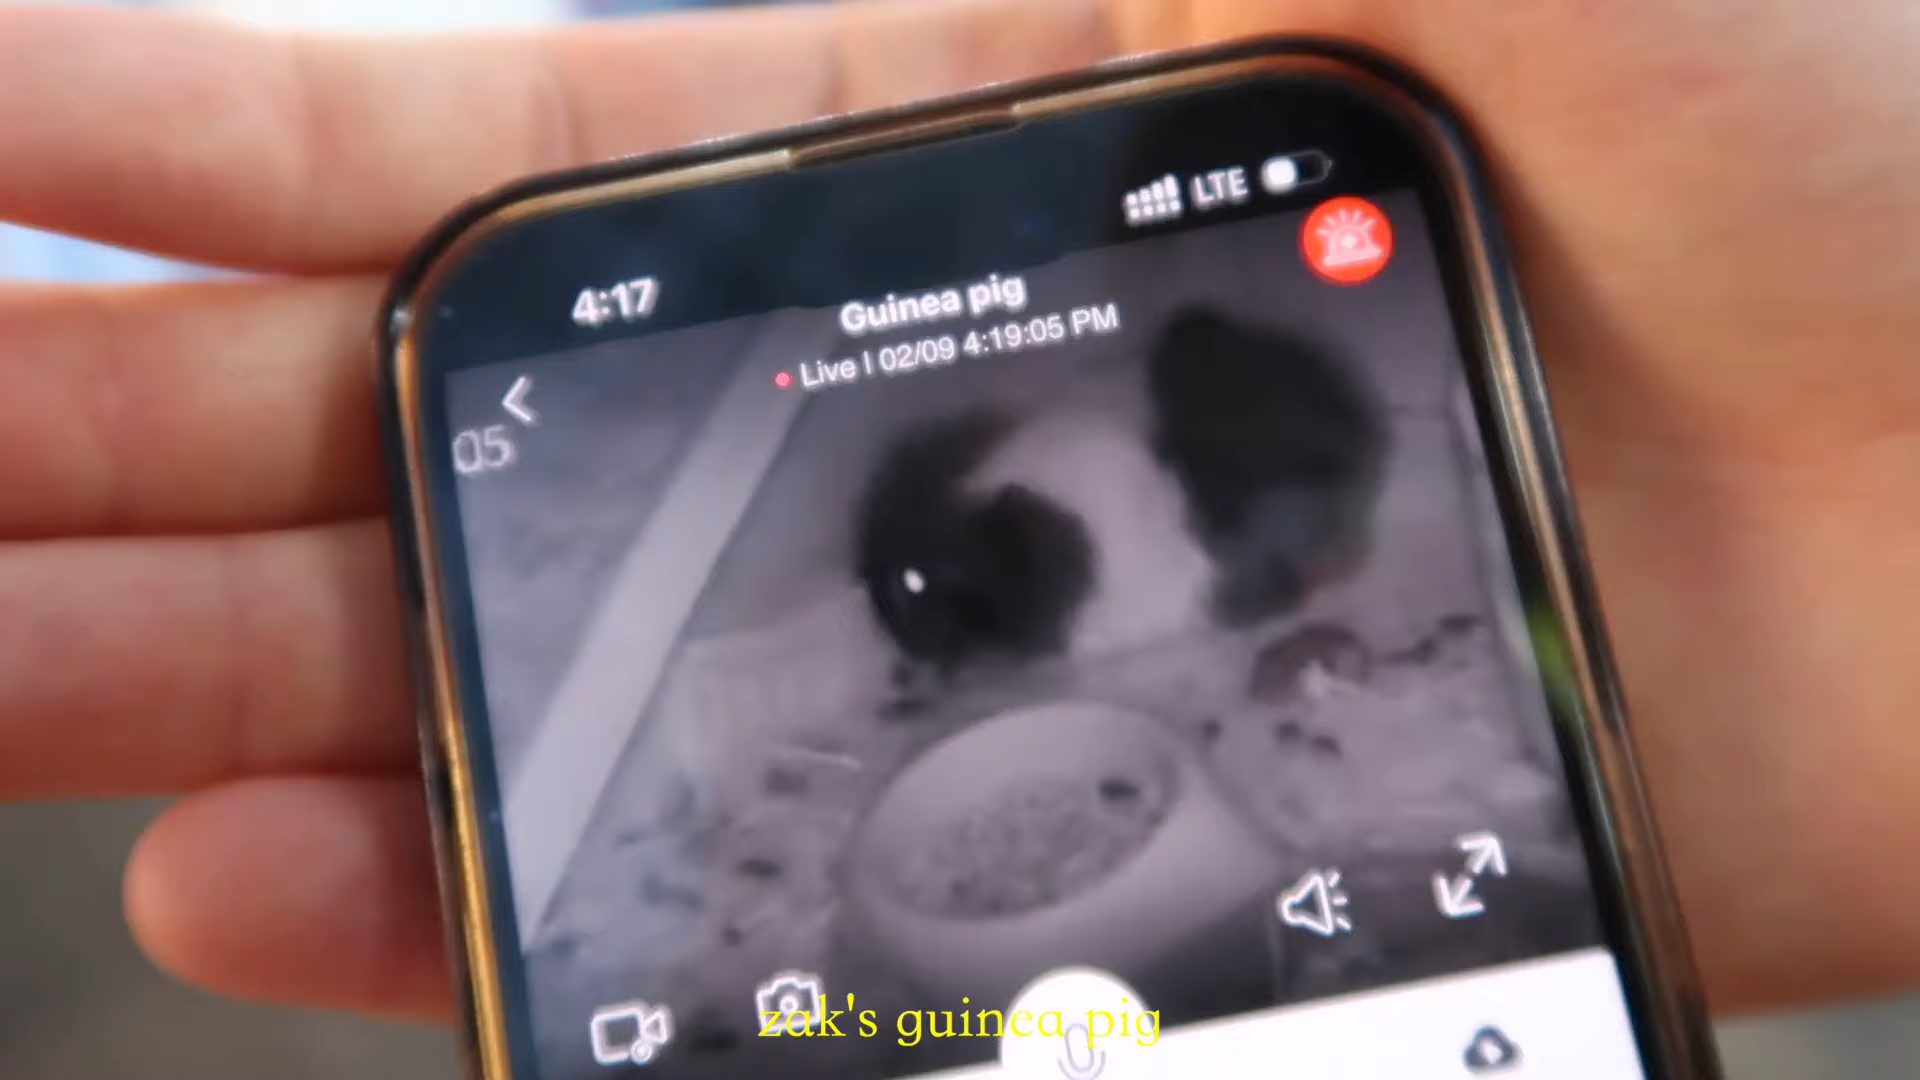 LTE
4:17
Guinea pig
Live | 02/09 4:19:05 PM
05
zak's guinea pig